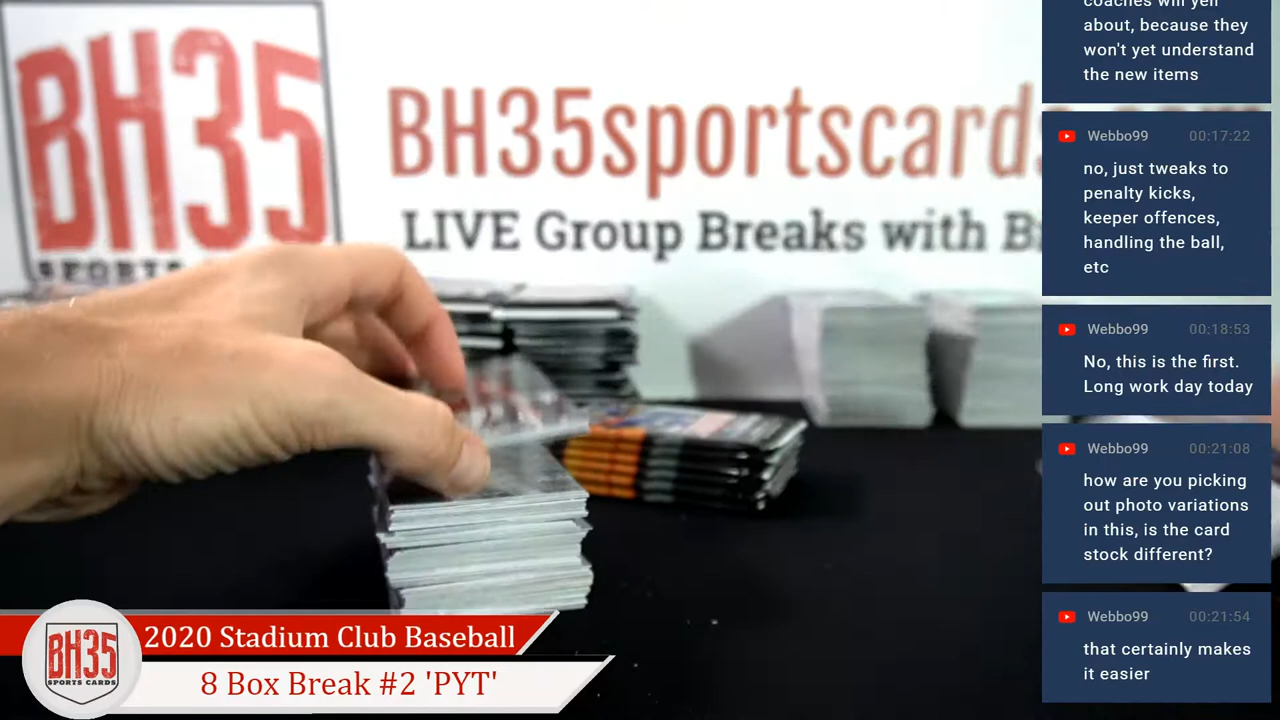 BH35
SPORTS
BH35sportscards
LIVE Group Breaks with
coaches will yell
about, because they
won't yet understand
the new items
Webbo99 00:17:22
no, just tweaks to
penalty kicks,
keeper offences,
handling the ball,
etc
Webbo99 00:18:53
No, this is the first.
Long work day today
Webbo99 00:21:08
how are you picking
out photo variations
in this, is the card
stock different?
Webbo99 00:21:54
that certainly makes
it easier
BH35
SPORTS CARDS
2020 Stadium Club Baseball
8 Box Break #2 'PYT'